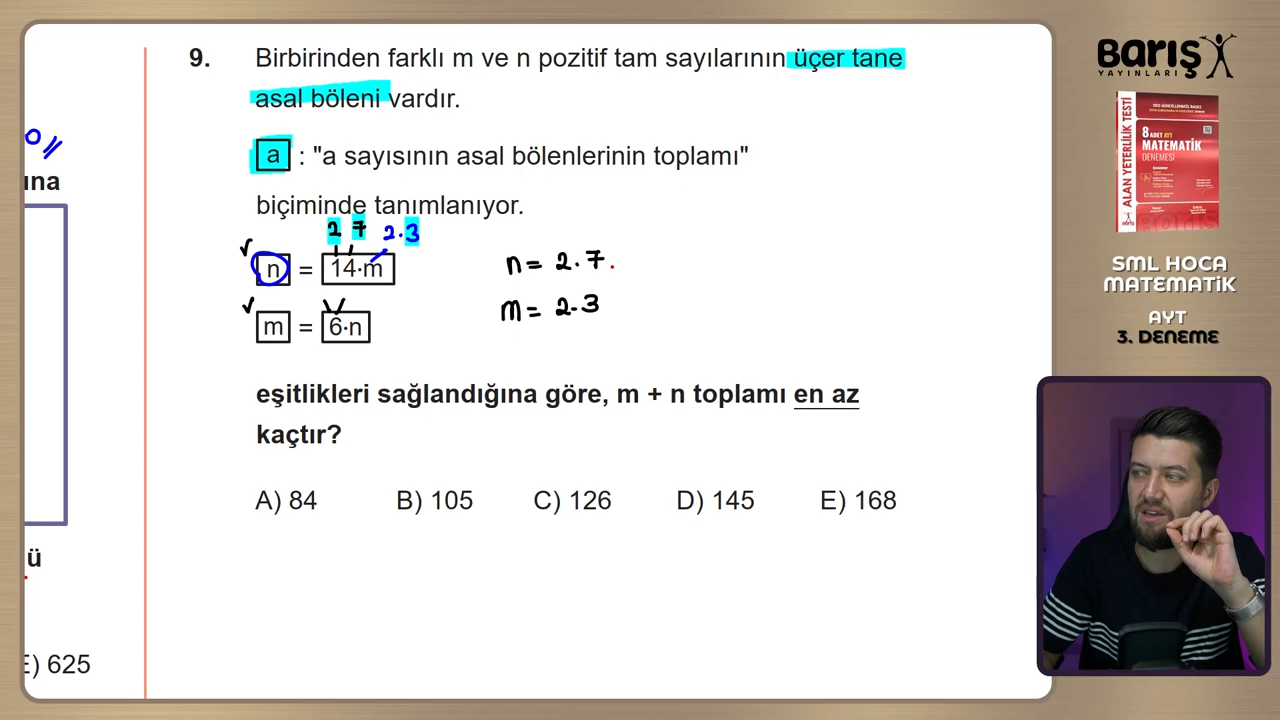 9. Birbirinden farklı m ve n pozitif tam sayılarının üçer tane
asal böleni vardır.
a : "a sayısının asal bölenlerinin toplamı"
biçiminde tanımlanıyor.
2 7 2.3
n = 14·m
n = 2.7.
m = 6·n
m = 2.3
eşitlikleri sağlandığına göre, m + n toplamı en az
kaçtır?
A) 84 B) 105 C) 126 D) 145 E) 168
ına
ü
E) 625
BARIŞ
YAYINLARI
ALAN YETERLİLİK TESTİ
8 ADET AYT
MATEMATİK
DENEMESİ
SML HOCA
MATEMATİK
AYT
3. DENEME